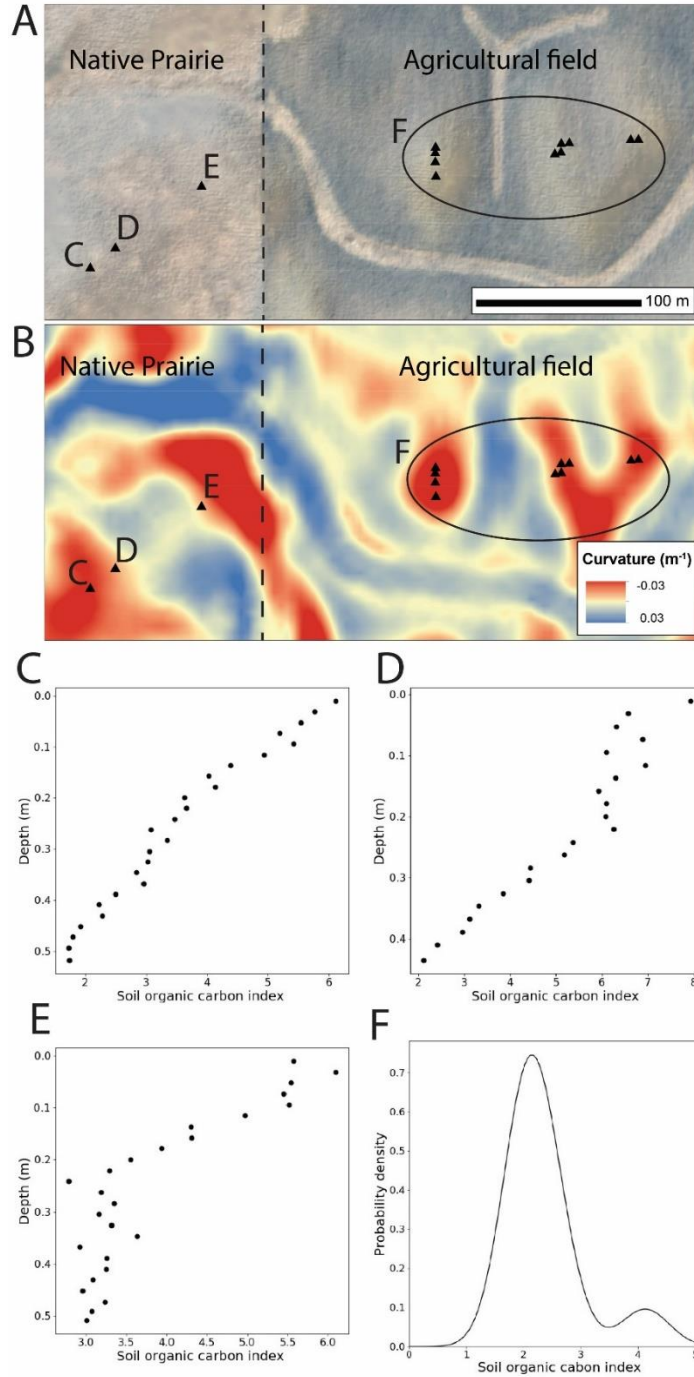 A
Native Prairie
Agricultural field
F
E
D
C
100 m
B
Native Prairie
Agricultural field
F
E
D
C
Curvature (m⁻¹)
-0.03
0.03
C
0.0
0.1
0.2
0.3
0.4
0.5
Depth (m)
2 3 4 5 6
Soil organic carbon index
D
0.0
0.1
0.2
0.3
0.4
Depth (m)
2 3 4 5 6 7 8
Soil organic carbon index
E
0.0
0.1
0.2
0.3
0.4
0.5
Depth (m)
3.0 3.5 4.0 4.5 5.0 5.5 6.0
Soil organic carbon index
F
0.7
0.6
0.5
0.4
0.3
0.2
0.1
0.0
Probability density
0 1 2 3 4 5
Soil organic cabon index